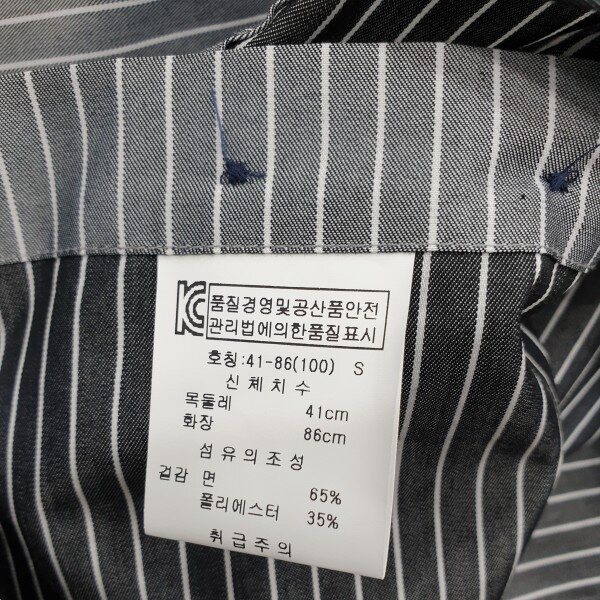 KC 품질경영및공산품안전
관리법에의한품질표시
호칭:41-86(100) S
신체치수
목둘레 41cm
화장 86cm
섬유의조성
겉감 면 65%
폴리에스터 35%
취급주의